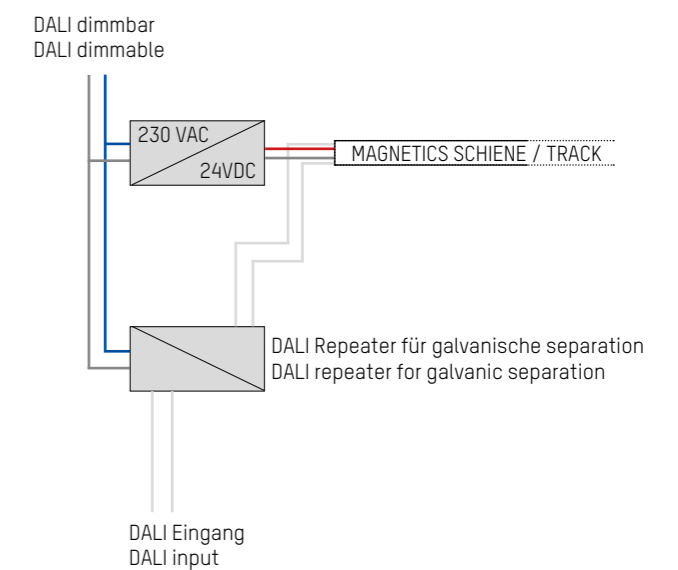 DALI dimmbar
DALI dimmable
230 VAC
24VDC
MAGNETICS SCHIENE / TRACK
DALI Repeater für galvanische separation
DALI repeater for galvanic separation
DALI Eingang
DALI input